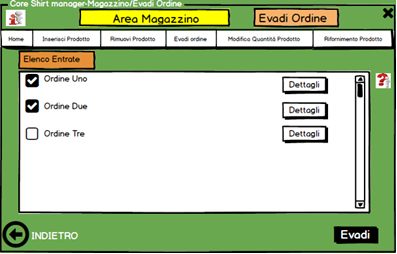 Core Shirt manager-Magazzino/Evadi Ordine
Area Magazzino
Evadi Ordine
Home
Inserisci Prodotto
Rimuovi Prodotto
Evadi ordine
Modifica Quantità Prodotto
Rifornimento Prodotto
Elenco Entrate
Ordine Uno
Dettagli
Ordine Due
Dettagli
Ordine Tre
Dettagli
INDIETRO
Evadi